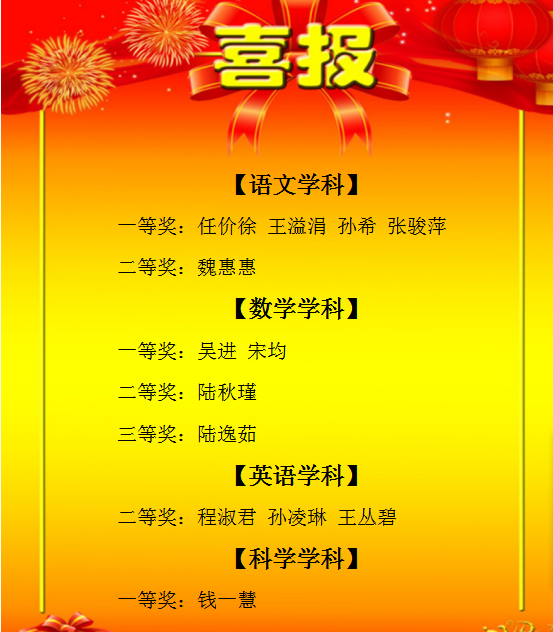 喜报
【语文学科】
一等奖：任价徐 王溢涓 孙希 张骏萍
二等奖：魏惠惠
【数学学科】
一等奖：吴进 宋均
二等奖：陆秋瑾
三等奖：陆逸茹
【英语学科】
二等奖：程淑君 孙凌琳 王丛碧
【科学学科】
一等奖：钱一慧